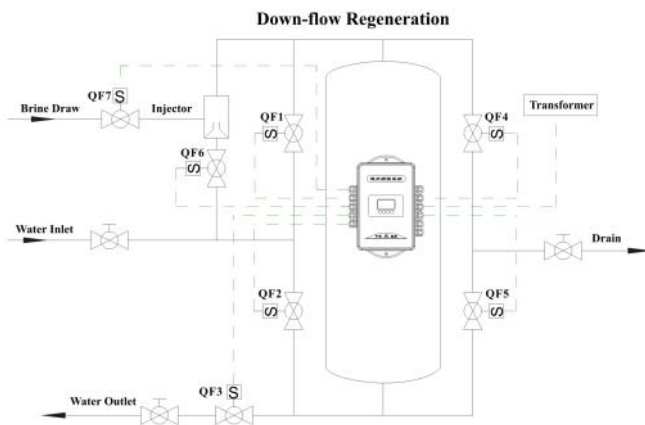 Down-flow Regeneration
QF7
S
Brine Draw
Injector
QF1
S
QF4
S
Transformer
QF6
S
Water Inlet
Drain
QF2
S
QF5
S
QF3
S
Water Outlet